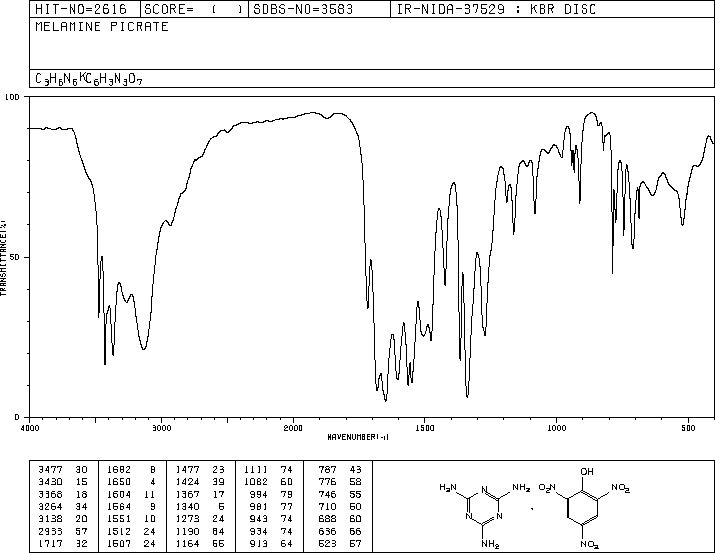 HIT-NO=2616 SCORE= ( ) SDBS-NO=3583 IR-NIDA-37529 : KBR DISC
MELAMINE PICRATE
C3H6N6KC6H3N3O7
100
50
0
TRANSMITTANCE(%)
4000 3000 2000 1500 1000 500
WAVENUMBER(-1)
3477 30 1682 8 1477 23 1111 74 787 43
3430 15 1650 4 1424 39 1082 60 776 58
3368 18 1604 11 1367 17 994 79 746 55
3264 34 1564 9 1340 5 981 77 710 50
3138 20 1551 10 1273 24 943 74 688 60
2933 57 1512 24 1190 64 934 74 636 66
1717 32 1507 24 1164 55 913 64 523 57
H2N NH2 N N N NH2
OH O2N NO2 NO2